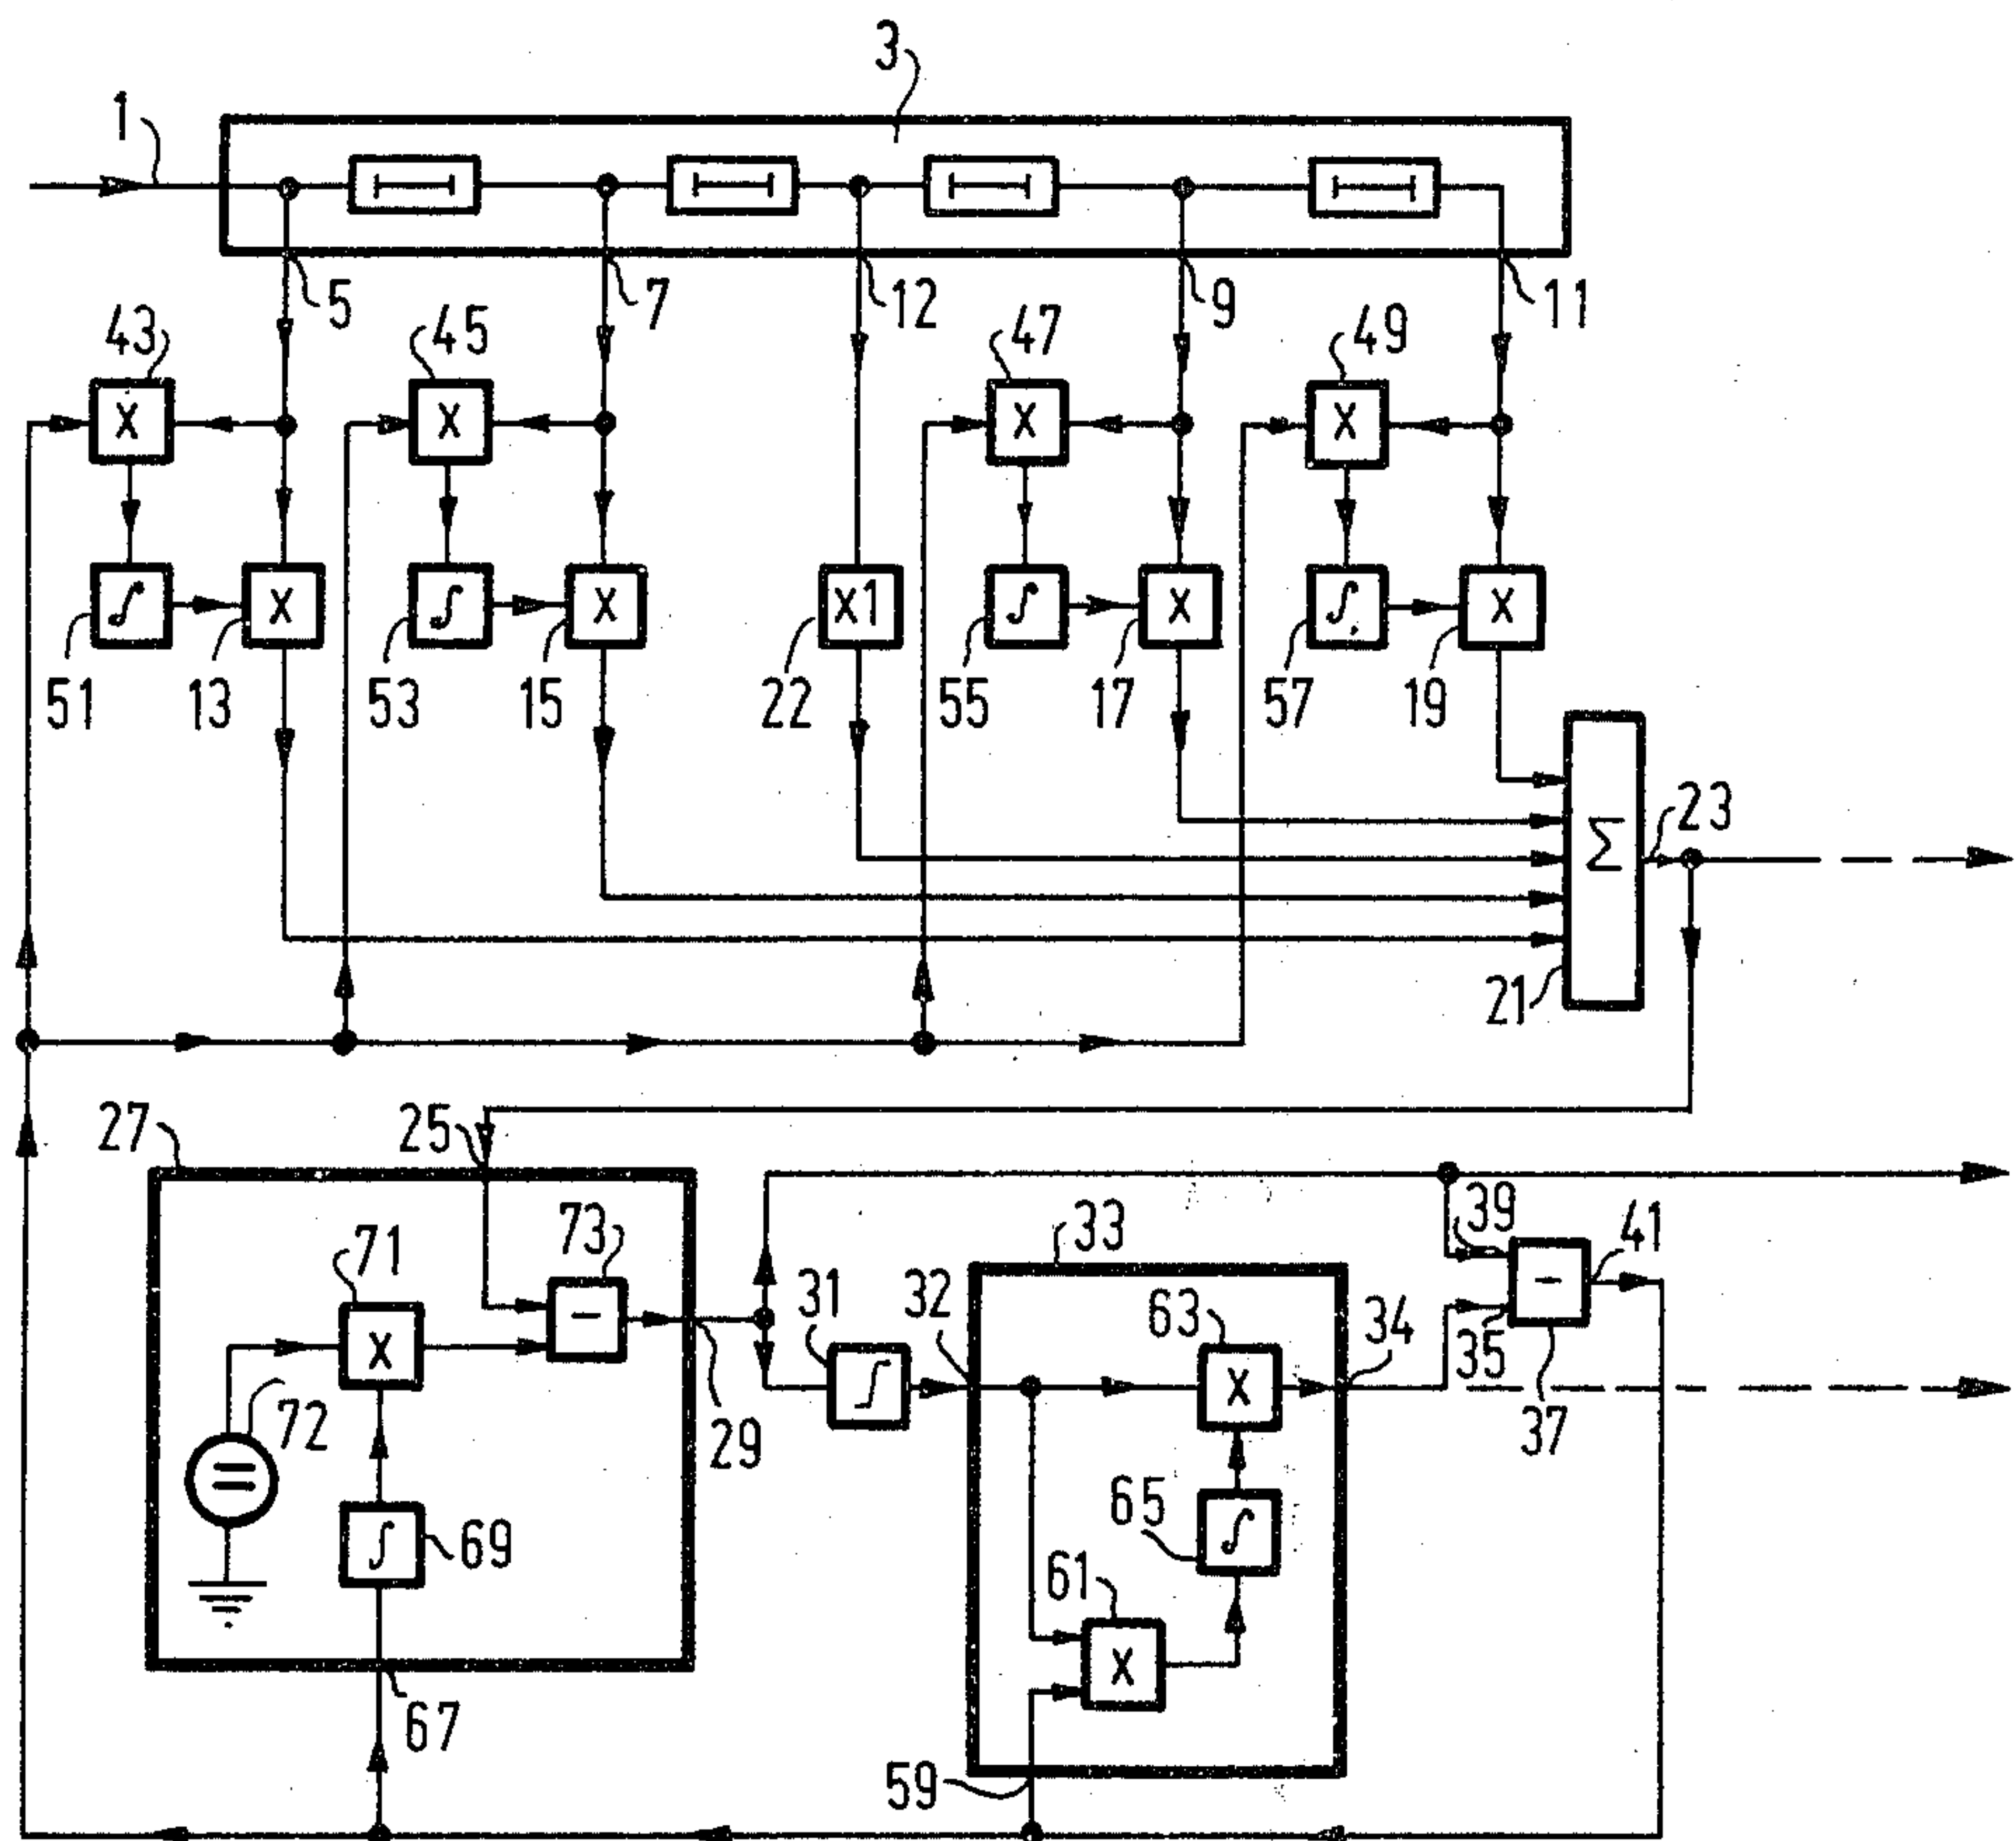 3
1
5 7 12 9 11
43 45 47 49
X X X X
∫ X ∫ X X1 ∫ X ∫ X
51 13 53 15 22 55 17 57 19
23
Σ
21
27 25
39 41
73 33
71
−
31 32 63 34
− X
35
X
∫
72 29 37
65
∫ 69 ∫
61
X
67
59